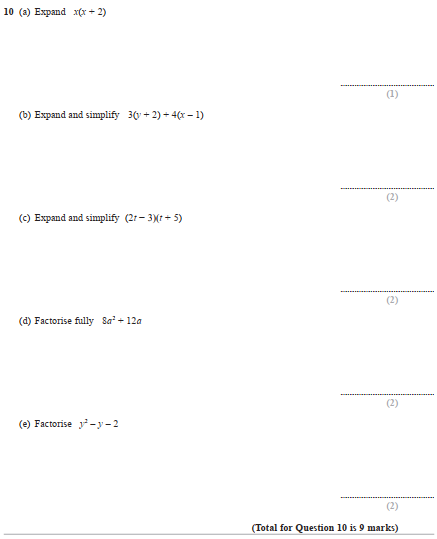 10 (a) Expand x(x + 2)
(1)
(b) Expand and simplify 3(y + 2) + 4(x – 1)
(2)
(c) Expand and simplify (2t – 3)(t + 5)
(2)
(d) Factorise fully 8a² + 12a
(2)
(e) Factorise y² – y – 2
(2)
(Total for Question 10 is 9 marks)